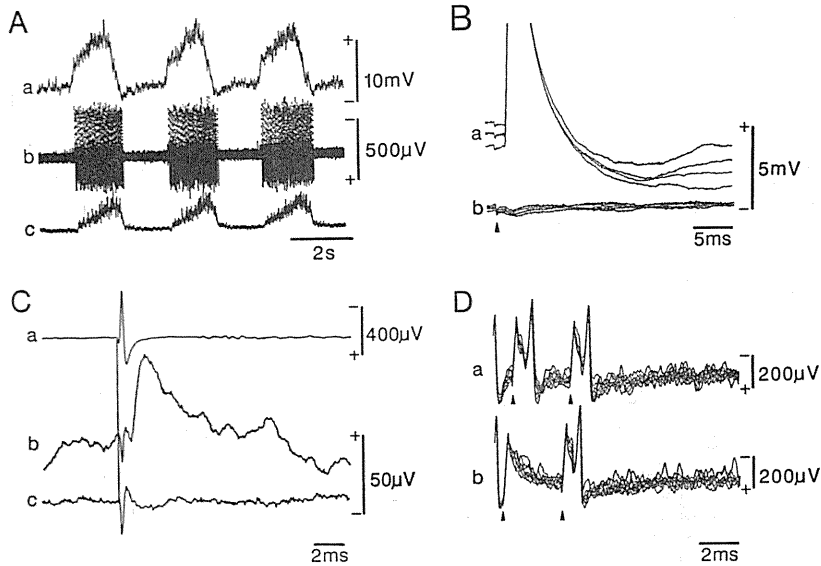 A
a
+
10mV
−
b
−
500µV
+
c
2s
B
a
+
5mV
b
−
5ms
C
a
−
400µV
+
b
+
50µV
c
−
2ms
D
a
−
200µV
+
b
−
200µV
+
2ms